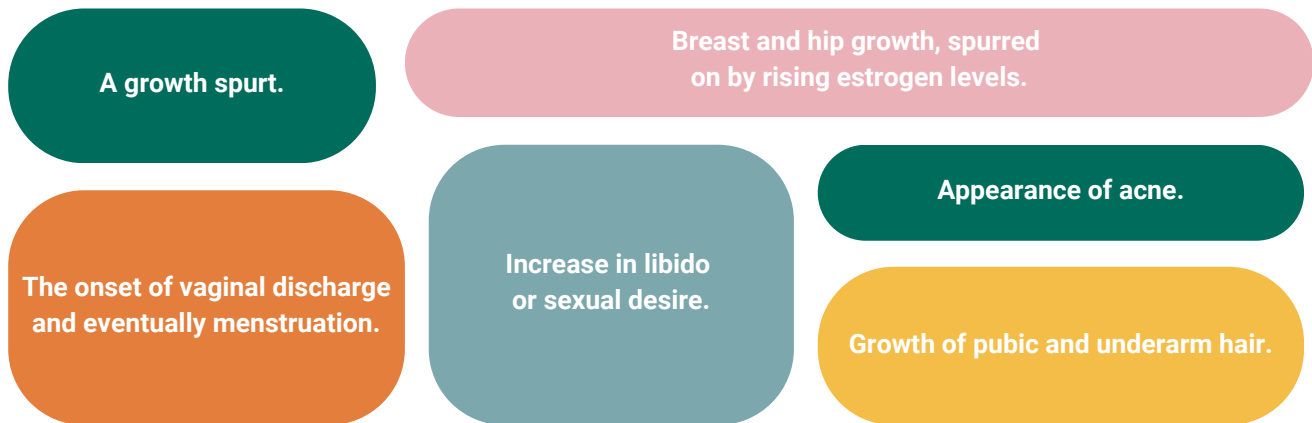 A growth spurt.
Breast and hip growth, spurred
on by rising estrogen levels.
Appearance of acne.
The onset of vaginal discharge
and eventually menstruation.
Increase in libido
or sexual desire.
Growth of pubic and underarm hair.